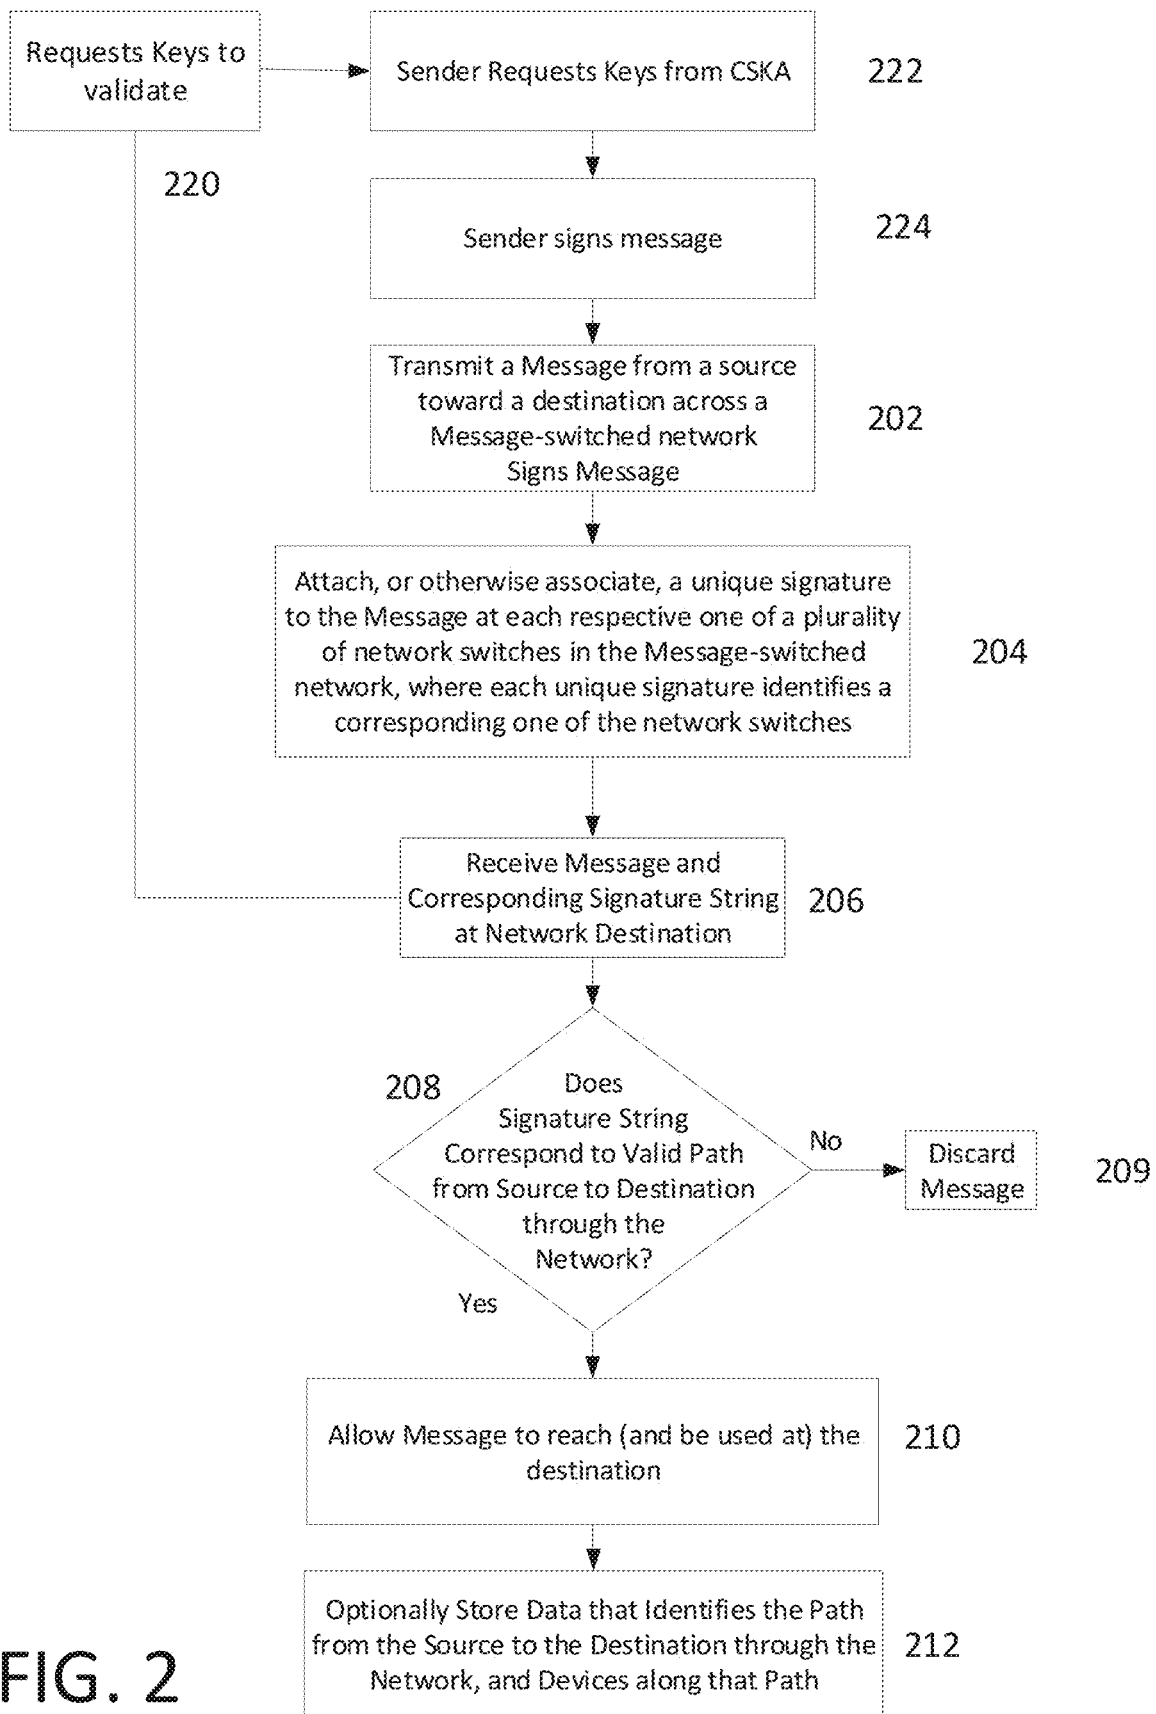 Requests Keys to
validate
220
Sender Requests Keys from CSKA
222
Sender signs message
224
Transmit a Message from a source
toward a destination across a
Message-switched network
Signs Message
202
Attach, or otherwise associate, a unique signature
to the Message at each respective one of a plurality
of network switches in the Message-switched
network, where each unique signature identifies a
corresponding one of the network switches
204
Receive Message and
Corresponding Signature String
at Network Destination
206
208
Does
Signature String
Correspond to Valid Path
from Source to Destination
through the
Network?
No
Discard
Message
209
Yes
Allow Message to reach (and be used at) the
destination
210
Optionally Store Data that Identifies the Path
from the Source to the Destination through the
Network, and Devices along that Path
212
FIG. 2